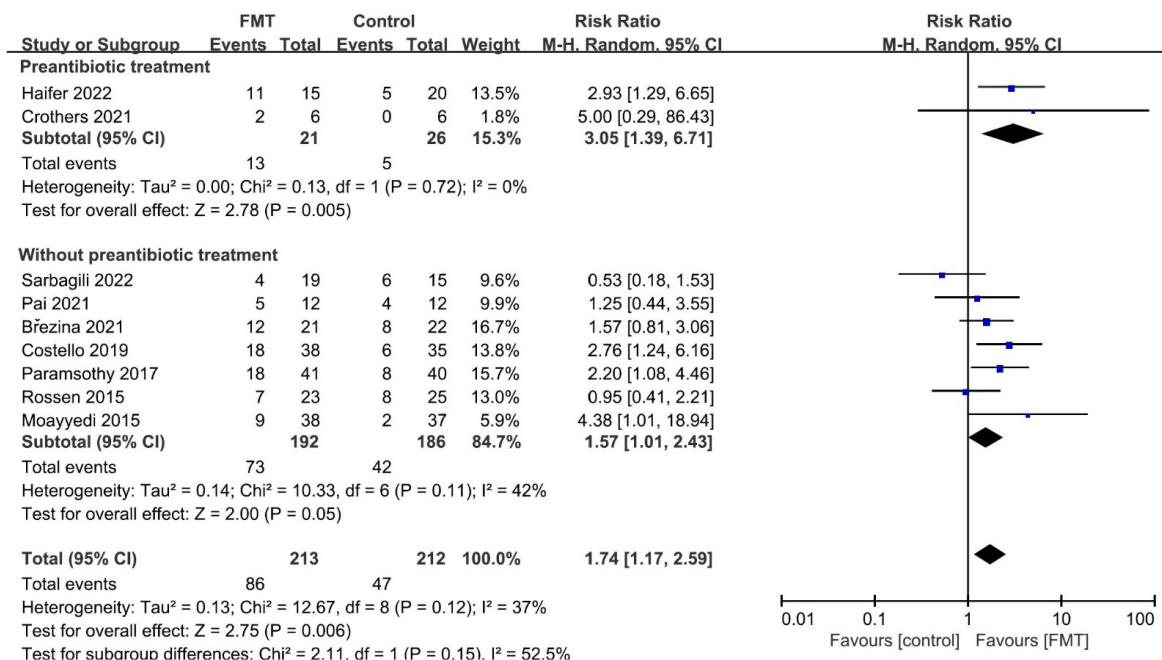 FMT Control Risk Ratio Risk Ratio
Study or Subgroup Events Total Events Total Weight M-H. Random. 95% CI M-H. Random. 95% CI
Preantibiotic treatment
Haifer 2022 11 15 5 20 13.5% 2.93 [1.29, 6.65]
Crothers 2021 2 6 0 6 1.8% 5.00 [0.29, 86.43]
Subtotal (95% CI) 21 26 15.3% 3.05 [1.39, 6.71]
Total events 13 5
Heterogeneity: Tau² = 0.00; Chi² = 0.13, df = 1 (P = 0.72); I² = 0%
Test for overall effect: Z = 2.78 (P = 0.005)
Without preantibiotic treatment
Sarbagili 2022 4 19 6 15 9.6% 0.53 [0.18, 1.53]
Pai 2021 5 12 4 12 9.9% 1.25 [0.44, 3.55]
Březina 2021 12 21 8 22 16.7% 1.57 [0.81, 3.06]
Costello 2019 18 38 6 35 13.8% 2.76 [1.24, 6.16]
Paramsothy 2017 18 41 8 40 15.7% 2.20 [1.08, 4.46]
Rossen 2015 7 23 8 25 13.0% 0.95 [0.41, 2.21]
Moayyedi 2015 9 38 2 37 5.9% 4.38 [1.01, 18.94]
Subtotal (95% CI) 192 186 84.7% 1.57 [1.01, 2.43]
Total events 73 42
Heterogeneity: Tau² = 0.14; Chi² = 10.33, df = 6 (P = 0.11); I² = 42%
Test for overall effect: Z = 2.00 (P = 0.05)
Total (95% CI) 213 212 100.0% 1.74 [1.17, 2.59]
Total events 86 47
Heterogeneity: Tau² = 0.13; Chi² = 12.67, df = 8 (P = 0.12); I² = 37%
Test for overall effect: Z = 2.75 (P = 0.006)
Test for subgroup differences: Chi² = 2.11, df = 1 (P = 0.15), I² = 52.5%
0.01 0.1 1 10 100
Favours [control] Favours [FMT]